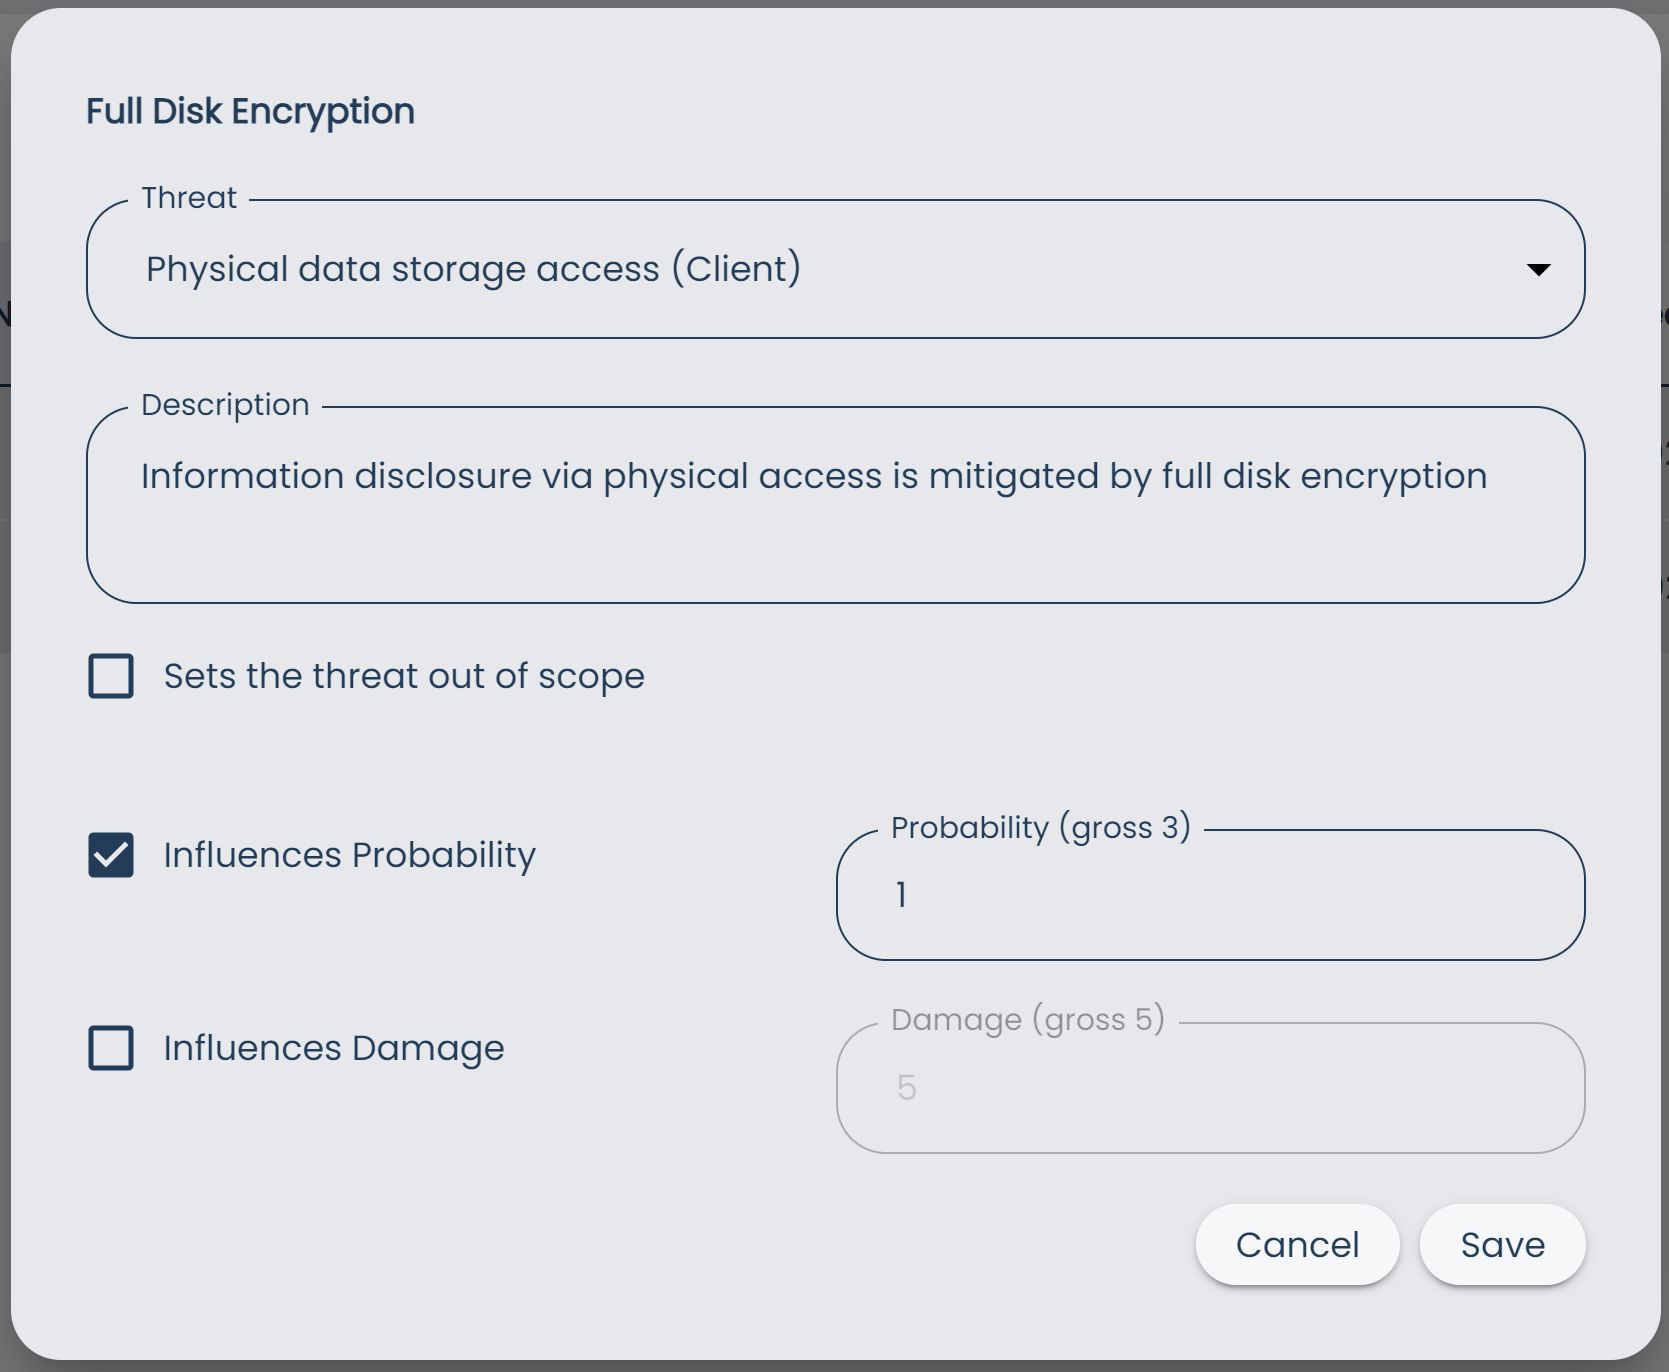 Full Disk Encryption
Threat
Physical data storage access (Client)
Description
Information disclosure via physical access is mitigated by full disk encryption
Sets the threat out of scope
Influences Probability
Probability (gross 3)
1
Influences Damage
Damage (gross 5)
5
Cancel
Save